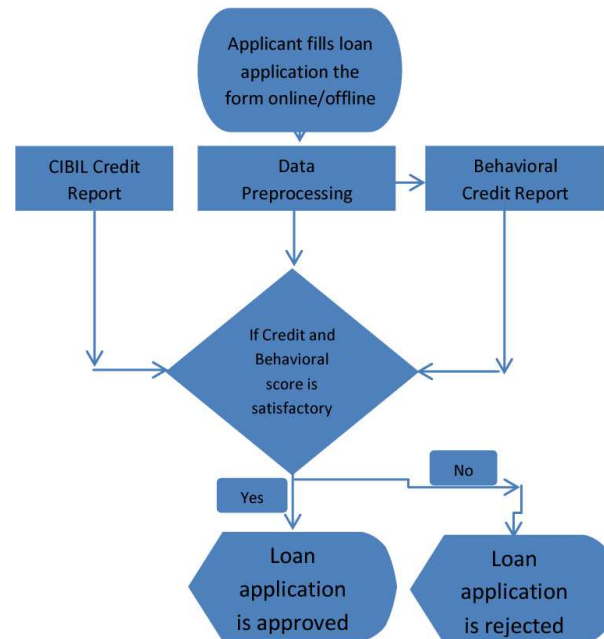 Applicant fills loan
application the
form online/offline
CIBIL Credit
Report
Data
Preprocessing
Behavioral
Credit Report
If Credit and
Behavioral
score is
satisfactory
Yes
No
Loan
application
is approved
Loan
application
is rejected